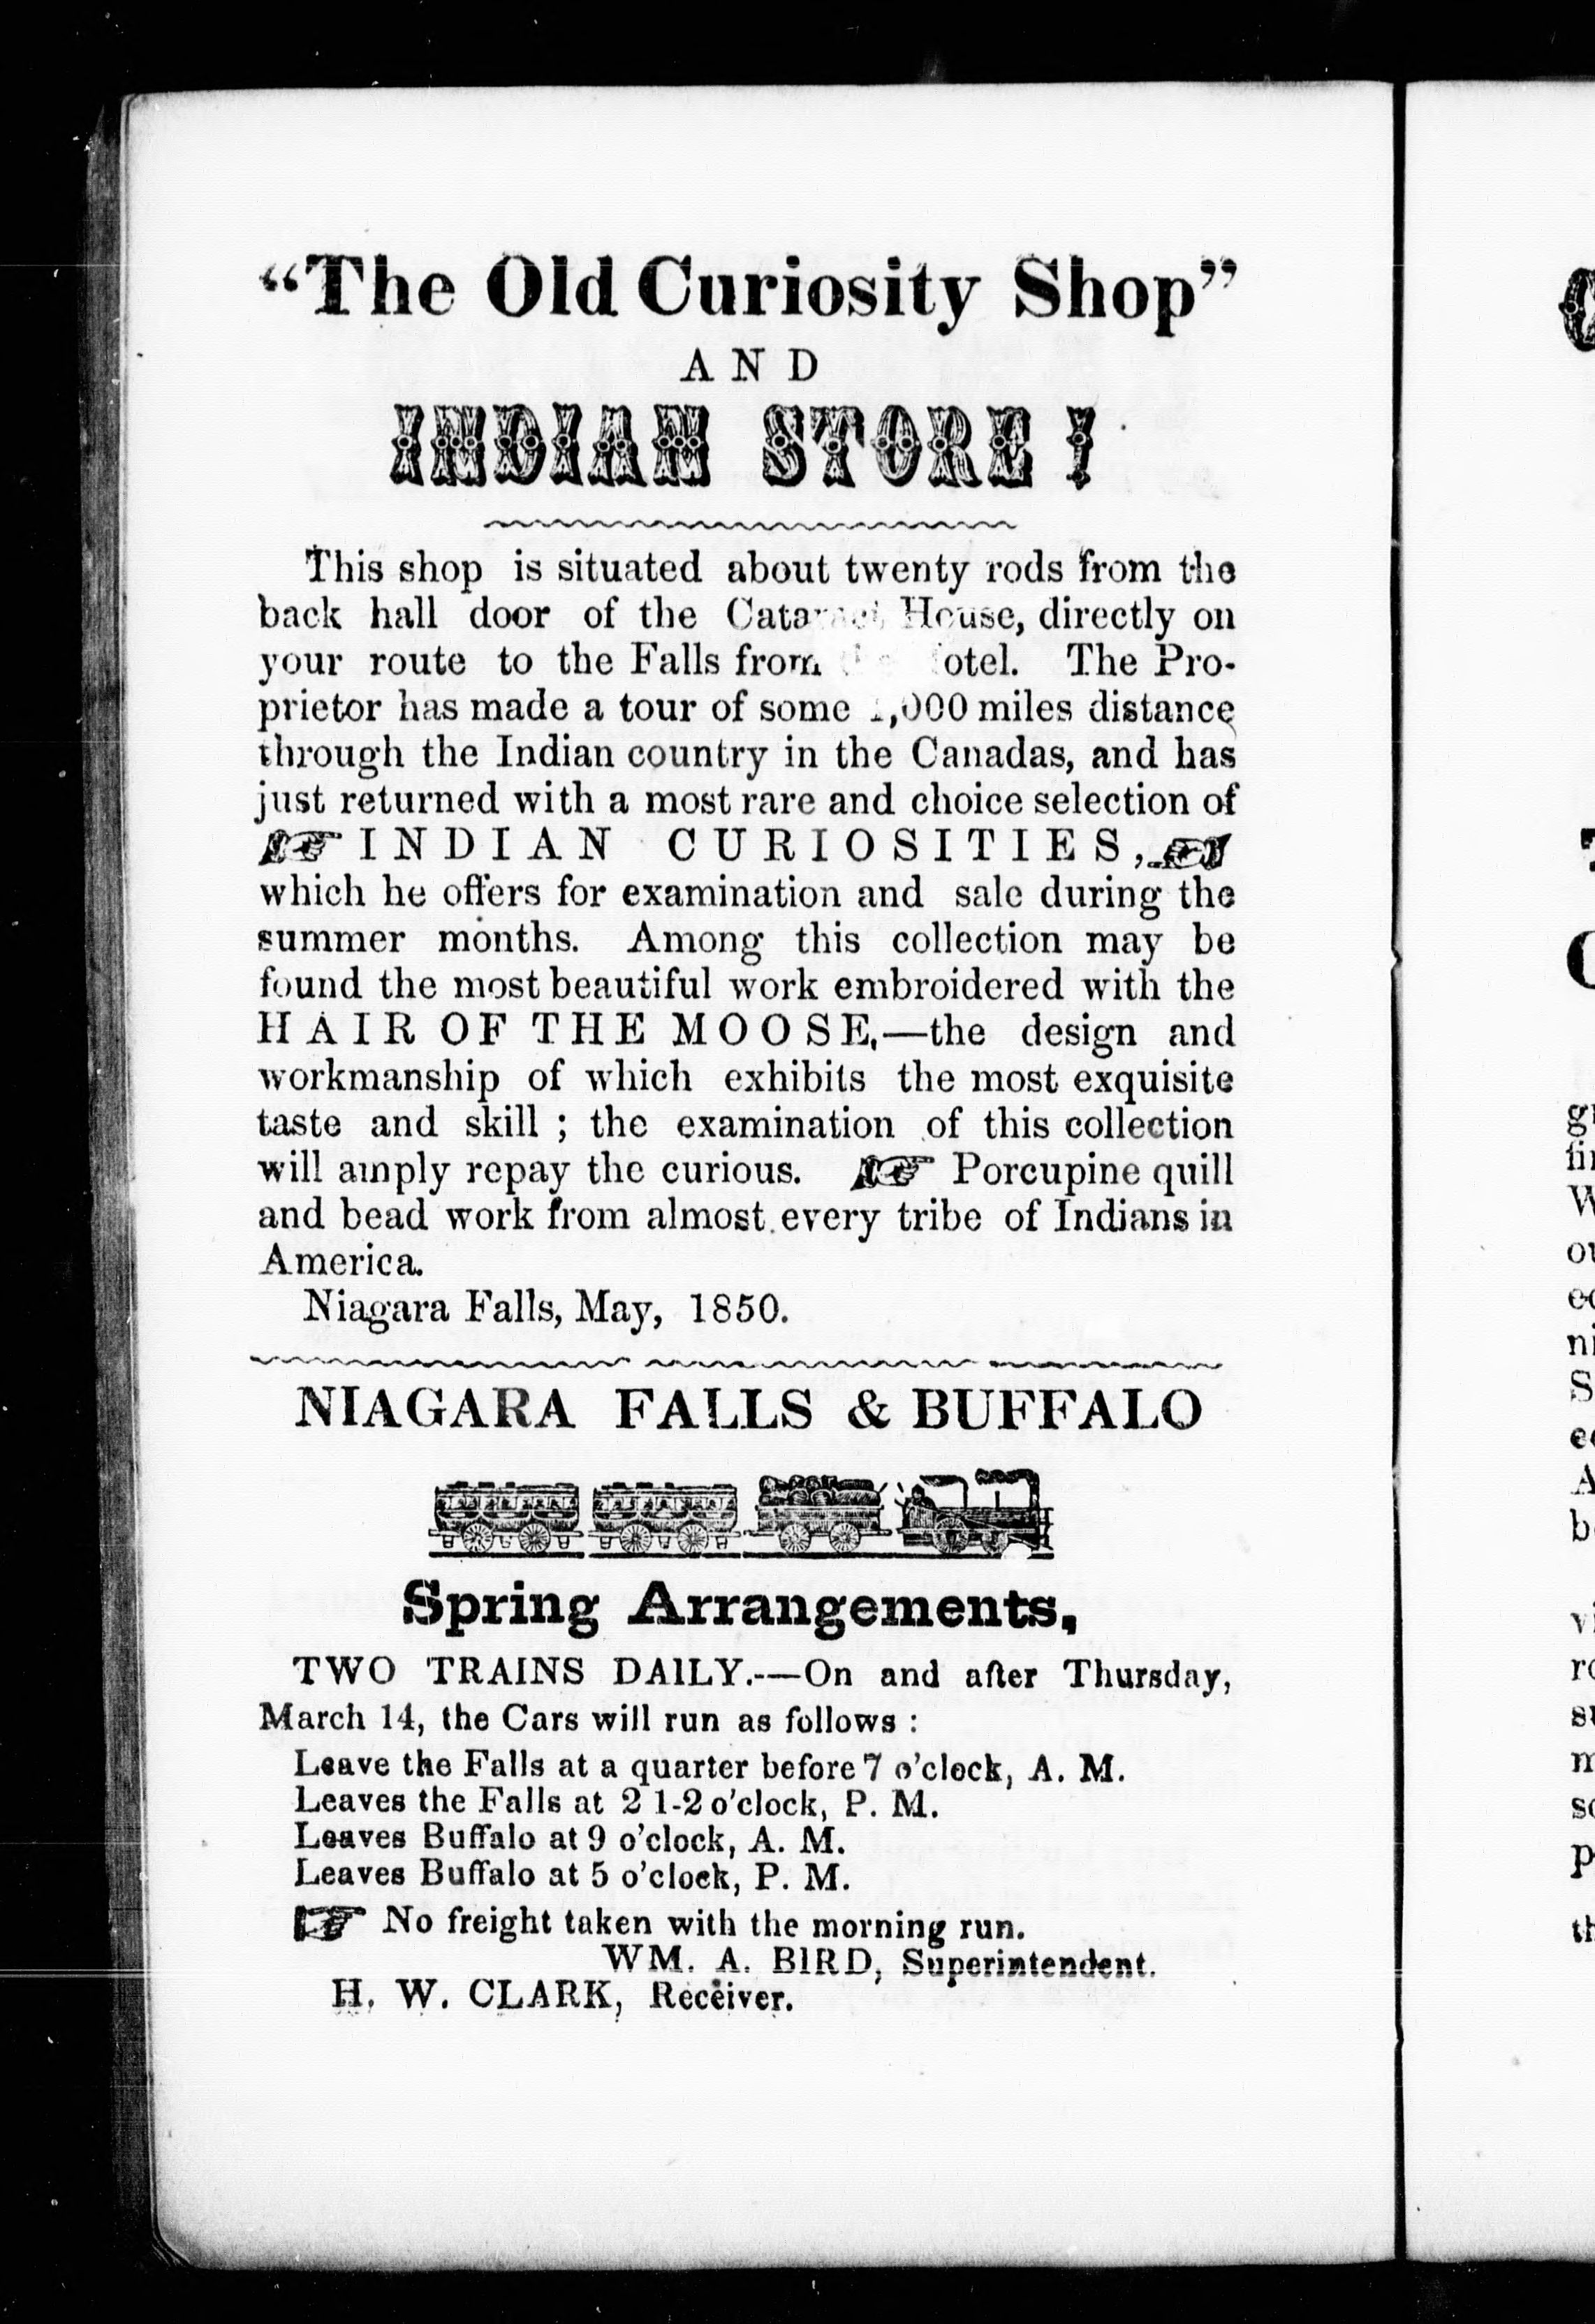 “The Old Curiosity Shop”
AND
INDIAN STORE!
This shop is situated about twenty rods from the
back hall door of the Cataract House, directly on
your route to the Falls from the otel. The Pro-
prietor has made a tour of some ,000 miles distance
through the Indian country in the Canadas, and has
just returned with a most rare and choice selection of
☞ INDIAN CURIOSITIES, ☜
which he offers for examination and sale during the
summer months. Among this collection may be
found the most beautiful work embroidered with the
HAIR OF THE MOOSE,—the design and
workmanship of which exhibits the most exquisite
taste and skill ; the examination of this collection
will amply repay the curious. ☞ Porcupine quill
and bead work from almost every tribe of Indians in
America.
Niagara Falls, May, 1850.
NIAGARA FALLS & BUFFALO
Spring Arrangements,
TWO TRAINS DAILY.-—On and after Thursday,
March 14, the Cars will run as follows :
Leave the Falls at a quarter before 7 o’clock, A. M.
Leaves the Falls at 2 1-2 o’clock, P. M.
Leaves Buffalo at 9 o’clock, A. M.
Leaves Buffalo at 5 o’clock, P. M.
☞ No freight taken with the morning run.
WM. A. BIRD, Superintendent.
H. W. CLARK, Receiver.